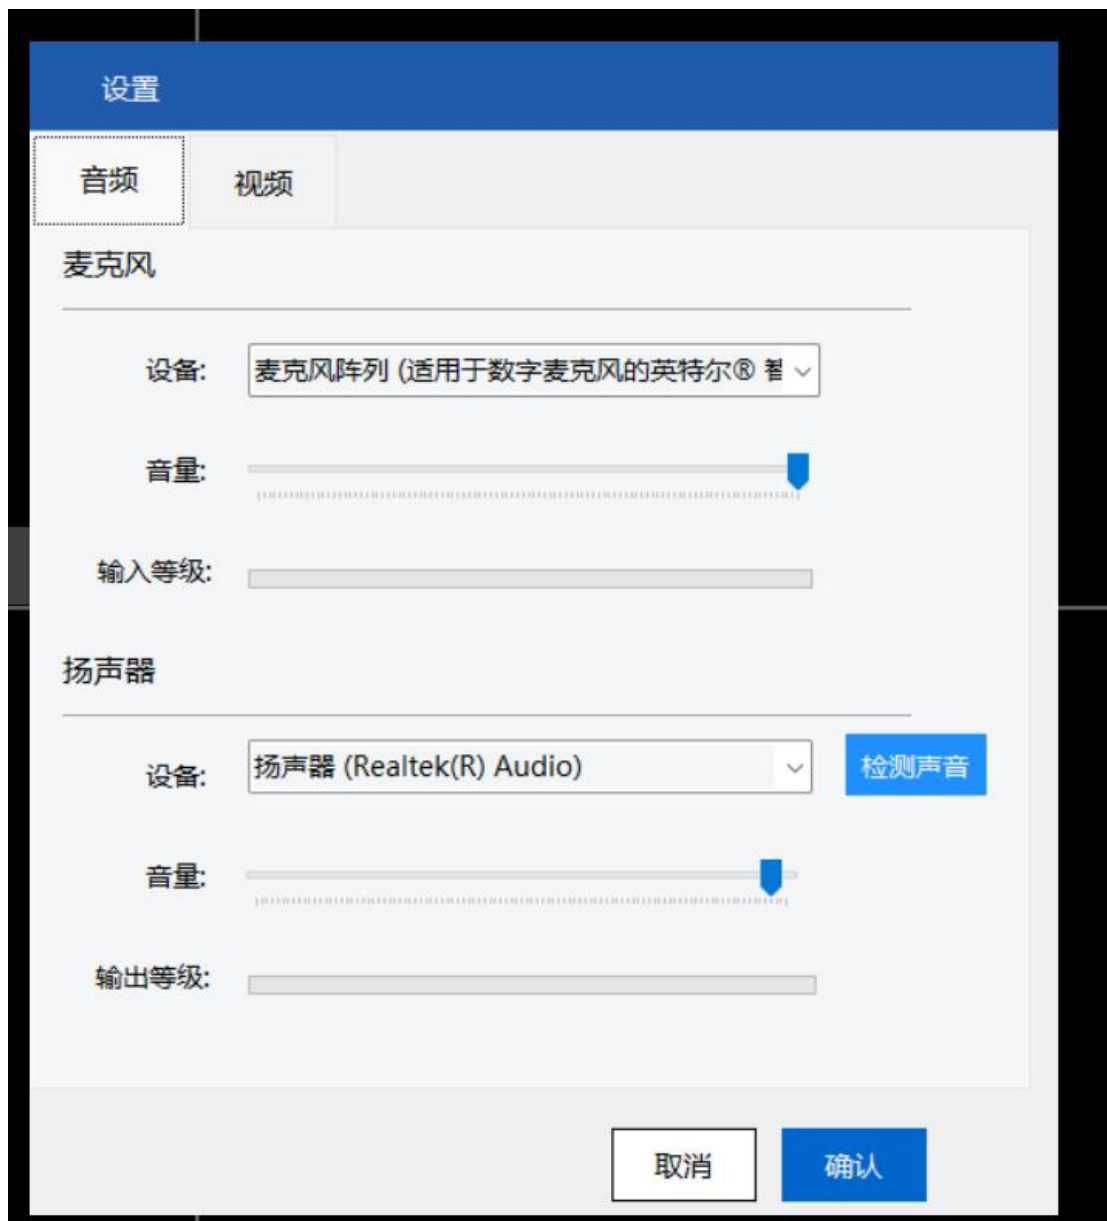 设置
音频 视频
麦克风
设备: 麦克风阵列 (适用于数字麦克风的英特尔®
音量:
输入等级:
扬声器
设备: 扬声器 (Realtek(R) Audio) 检测声音
音量:
输出等级:
取消 确认